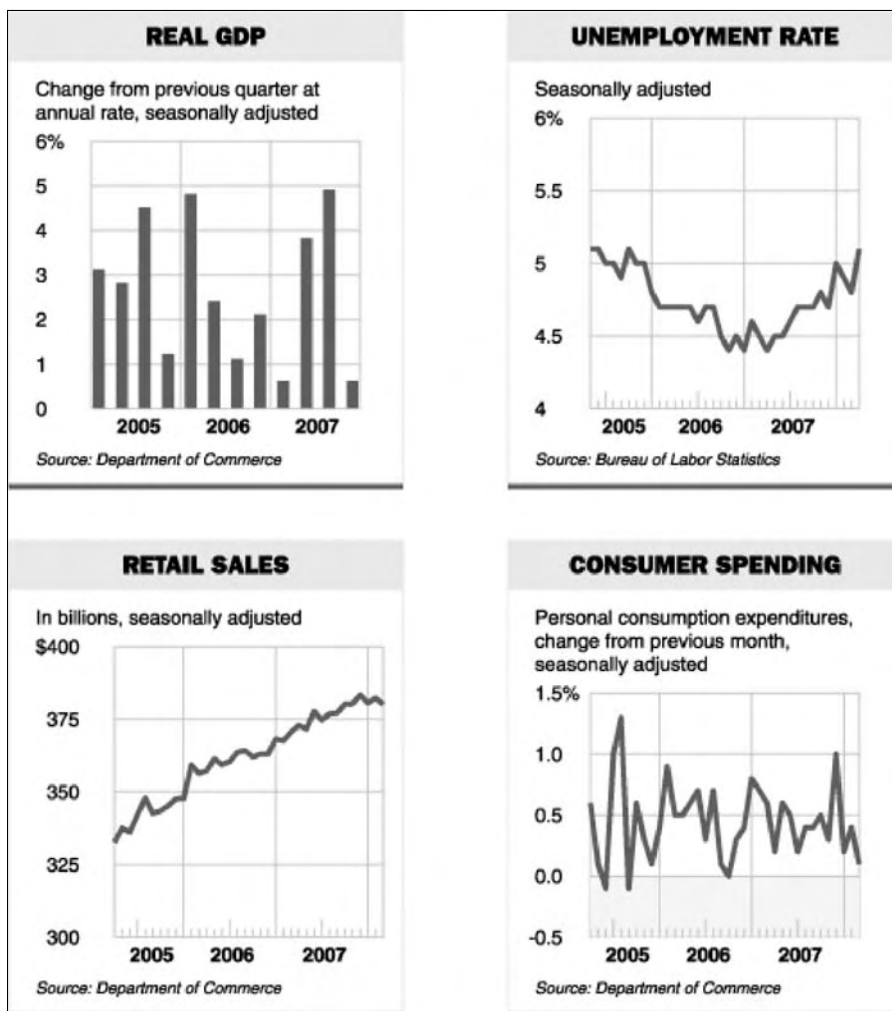 REAL GDP
Change from previous quarter at
annual rate, seasonally adjusted
6%
5
4
3
2
1
0
2005 2006 2007
Source: Department of Commerce
UNEMPLOYMENT RATE
Seasonally adjusted
6%
5.5
5
4.5
4
2005 2006 2007
Source: Bureau of Labor Statistics
RETAIL SALES
In billions, seasonally adjusted
$400
375
350
325
300
2005 2006 2007
Source: Department of Commerce
CONSUMER SPENDING
Personal consumption expenditures,
change from previous month,
seasonally adjusted
1.5%
1.0
0.5
0.0
-0.5
2005 2006 2007
Source: Department of Commerce